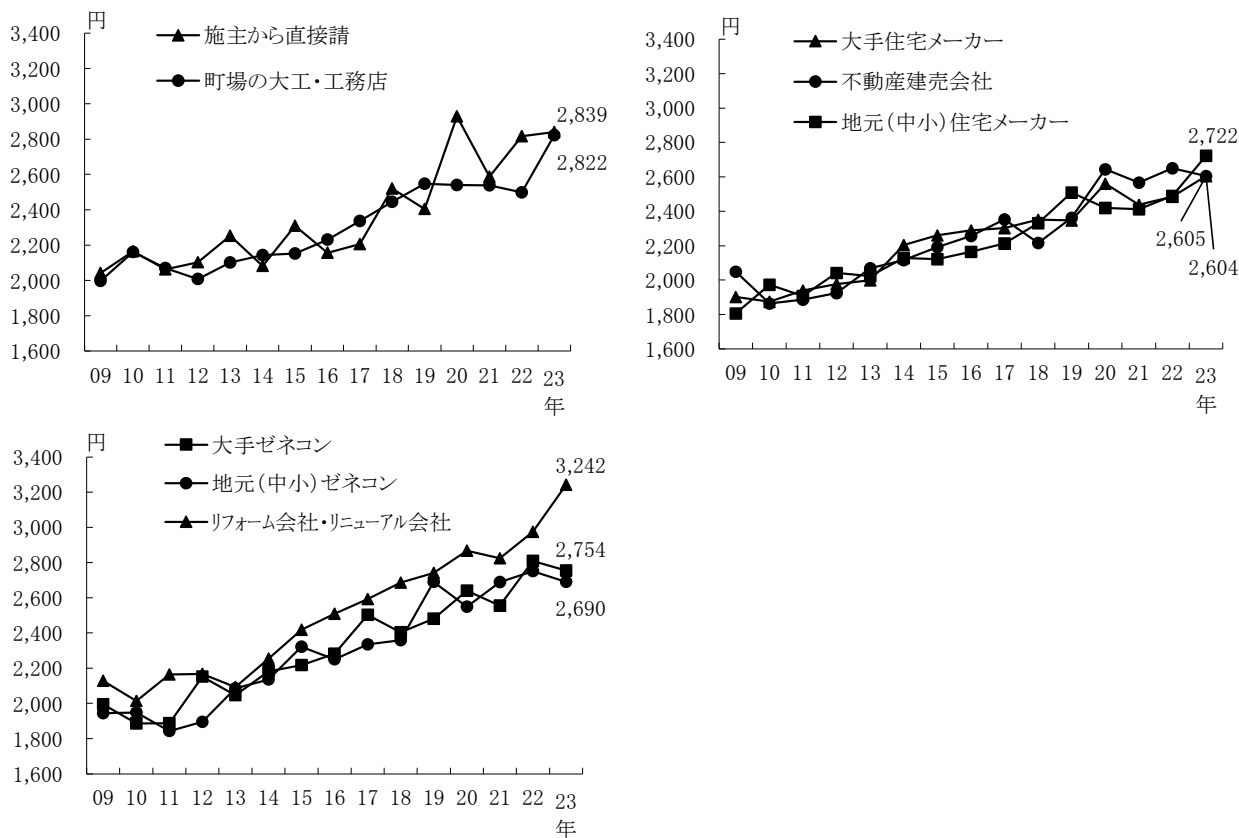 円
施主から直接請
町場の大工・工務店
3,400
3,200
3,000
2,800
2,600
2,400
2,200
2,000
1,800
1,600
2,839
2,822
09 10 11 12 13 14 15 16 17 18 19 20 21 22 23
年
円
大手住宅メーカー
不動産建売会社
地元(中小)住宅メーカー
3,400
3,200
3,000
2,800
2,600
2,400
2,200
2,000
1,800
1,600
2,722
2,605
2,604
09 10 11 12 13 14 15 16 17 18 19 20 21 22 23
年
円
大手ゼネコン
地元(中小)ゼネコン
リフォーム会社・リニューアル会社
3,400
3,200
3,000
2,800
2,600
2,400
2,200
2,000
1,800
1,600
3,242
2,754
2,690
09 10 11 12 13 14 15 16 17 18 19 20 21 22 23
年